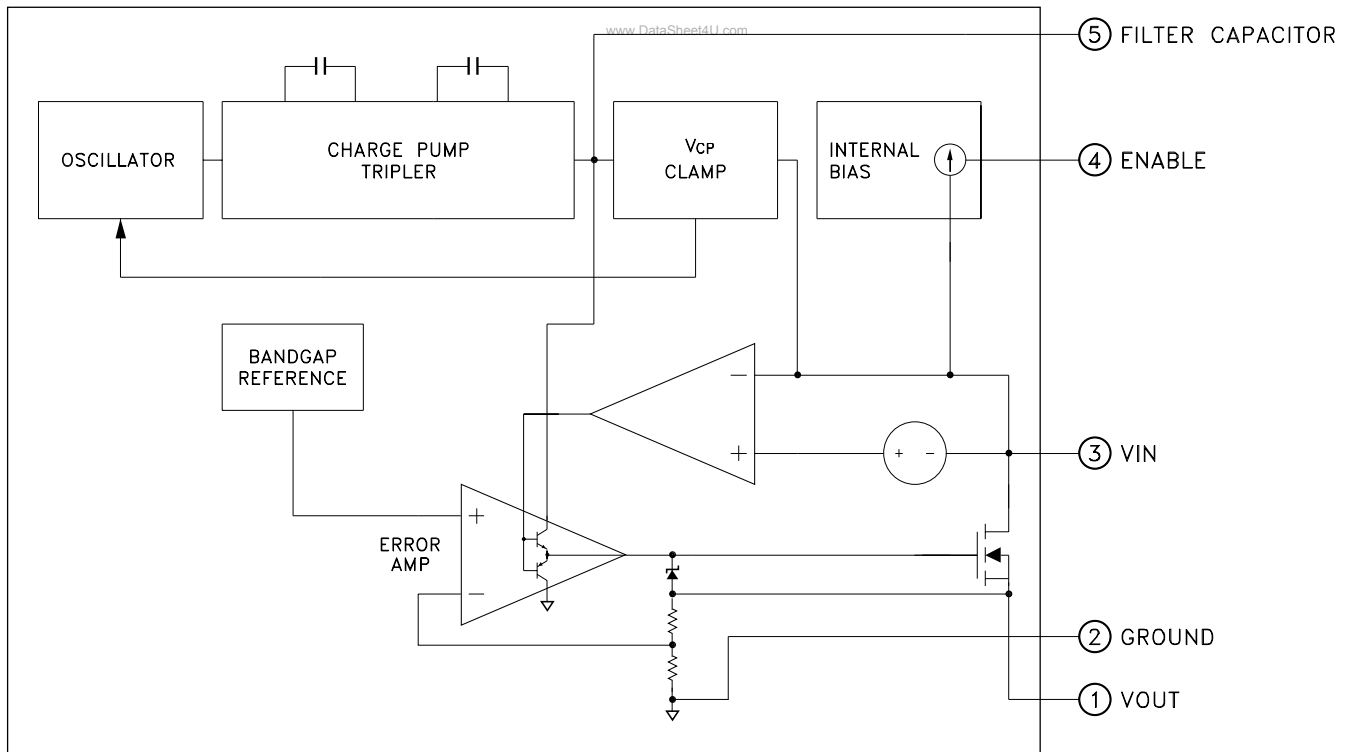 www.DataSheet4U.com
5 FILTER CAPACITOR
OSCILLATOR
CHARGE PUMP
TRIPLER
VCP
CLAMP
INTERNAL
BIAS
4 ENABLE
BANDGAP
REFERENCE
−
+
+ −
3 VIN
+
ERROR
AMP
−
2 GROUND
1 VOUT